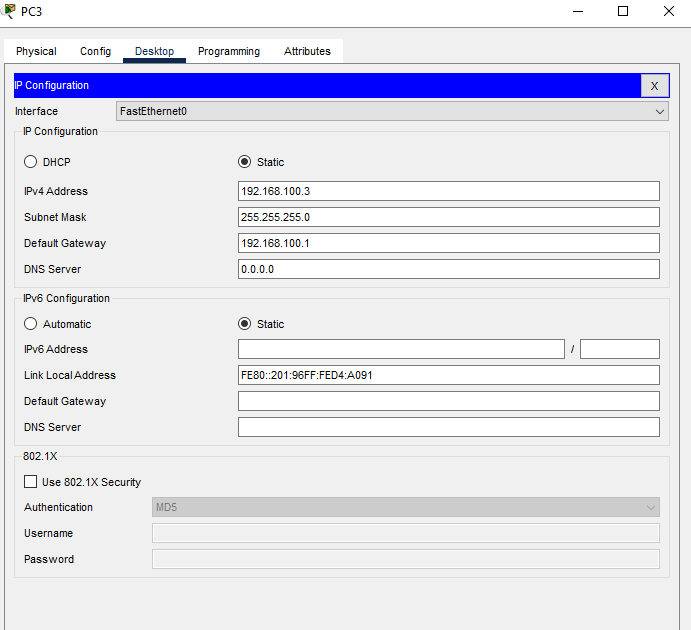 PC3
Physical Config Desktop Programming Attributes
IP Configuration X
Interface FastEthernet0
IP Configuration
DHCP Static
IPv4 Address 192.168.100.3
Subnet Mask 255.255.255.0
Default Gateway 192.168.100.1
DNS Server 0.0.0.0
IPv6 Configuration
Automatic Static
IPv6 Address /
Link Local Address FE80::201:96FF:FED4:A091
Default Gateway
DNS Server
802.1X
Use 802.1X Security
Authentication MD5
Username
Password